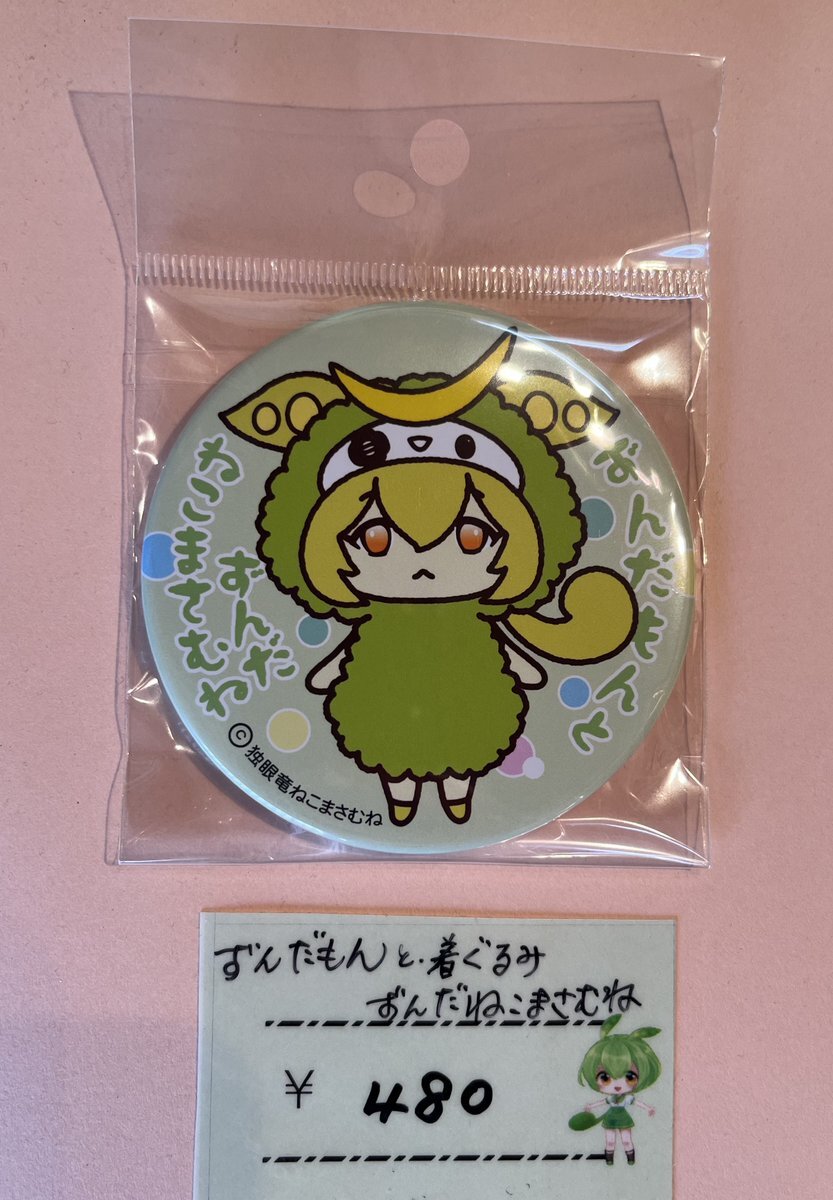 ずんだもんと
ずんだ
ねこまさむね
©独眼竜ねこまさむね
ずんだもんと・着ぐるみ
ずんだねこまさむね
¥ 480